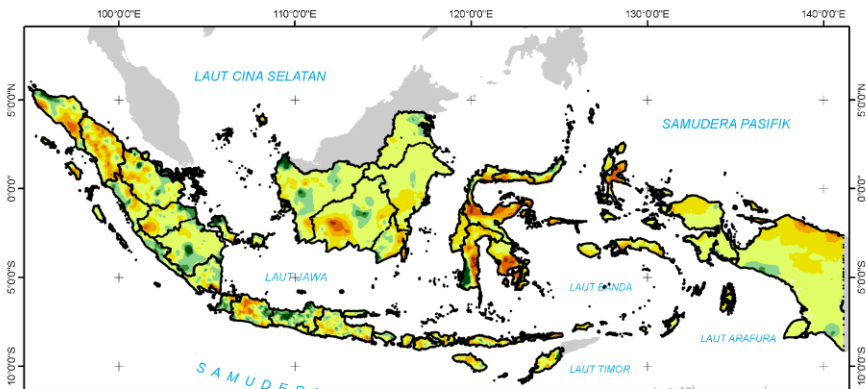 100°0'0"E 110°0'0"E 120°0'0"E 130°0'0"E 140°0'0"E
LAUT CINA SELATAN
SAMUDERA PASIFIK
5°0'0"N 5°0'0"N
0°0'0" 0°0'0"
LAUT JAWA
LAUT BANDA
5°0'0"S 5°0'0"S
LAUT ARAFURA
LAUT TIMOR
10°0'0"S 10°0'0"S